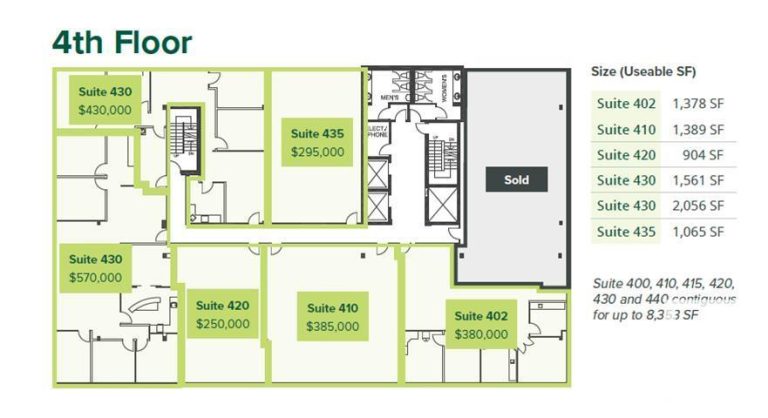 4th Floor
Suite 430
$430,000
Suite 435
$295,000
MEN'S
WOMEN'S
ELECT./
PHONE
UP
Sold
Suite 430
$570,000
Suite 420
$250,000
Suite 410
$385,000
Suite 402
$380,000
Size (Useable SF)
Suite 402 1,378 SF
Suite 410 1,389 SF
Suite 420 904 SF
Suite 430 1,561 SF
Suite 430 2,056 SF
Suite 435 1,065 SF
Suite 400, 410, 415, 420,
430 and 440 contiguous
for up to 8,353 SF